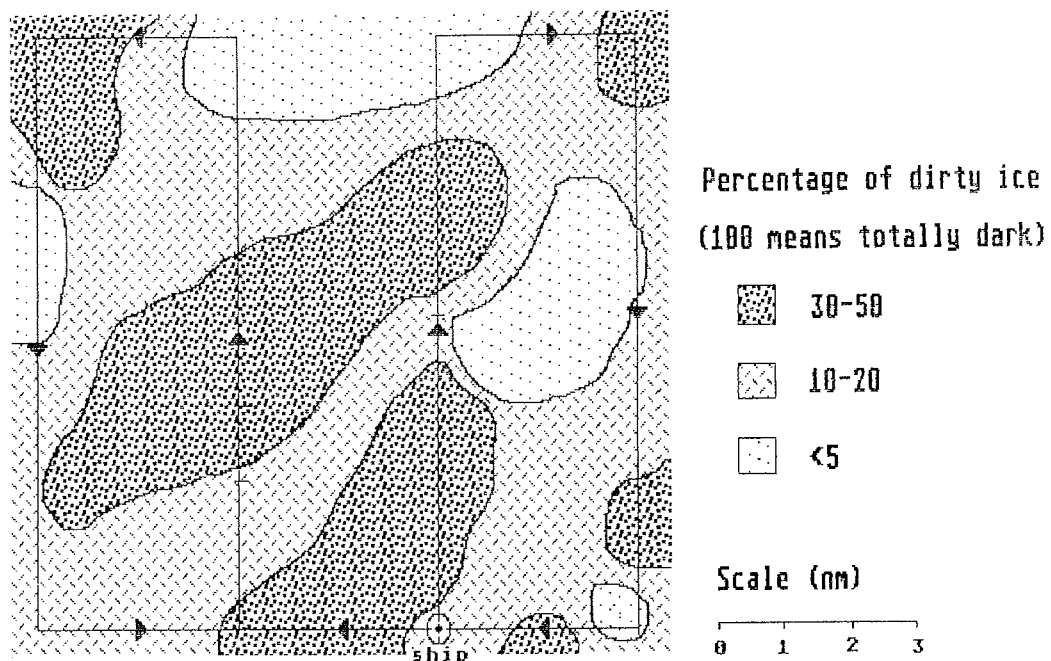 Percentage of dirty ice
(100 means totally dark)
30-50
10-20
<5
Scale (nm)
0 1 2 3
ship